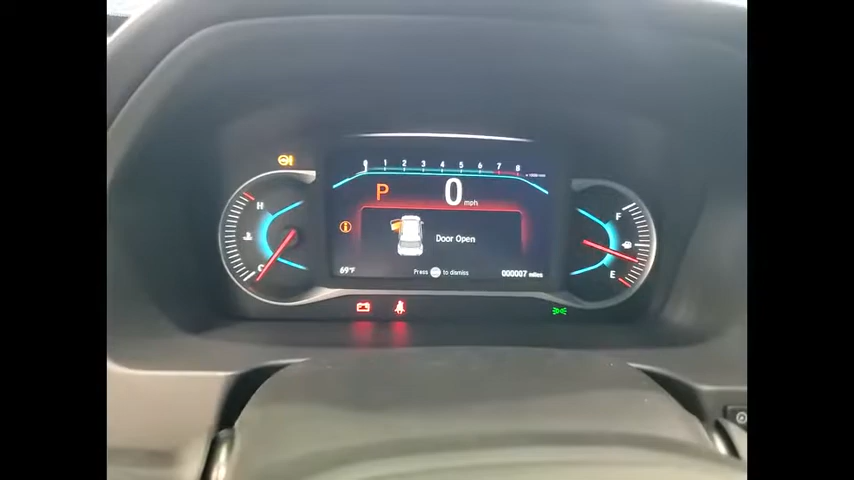 0 1 2 3 4 5 6 7 8
P 0 mph
H
F
Door Open
C
E
69°F
Press to dismiss
000007 miles